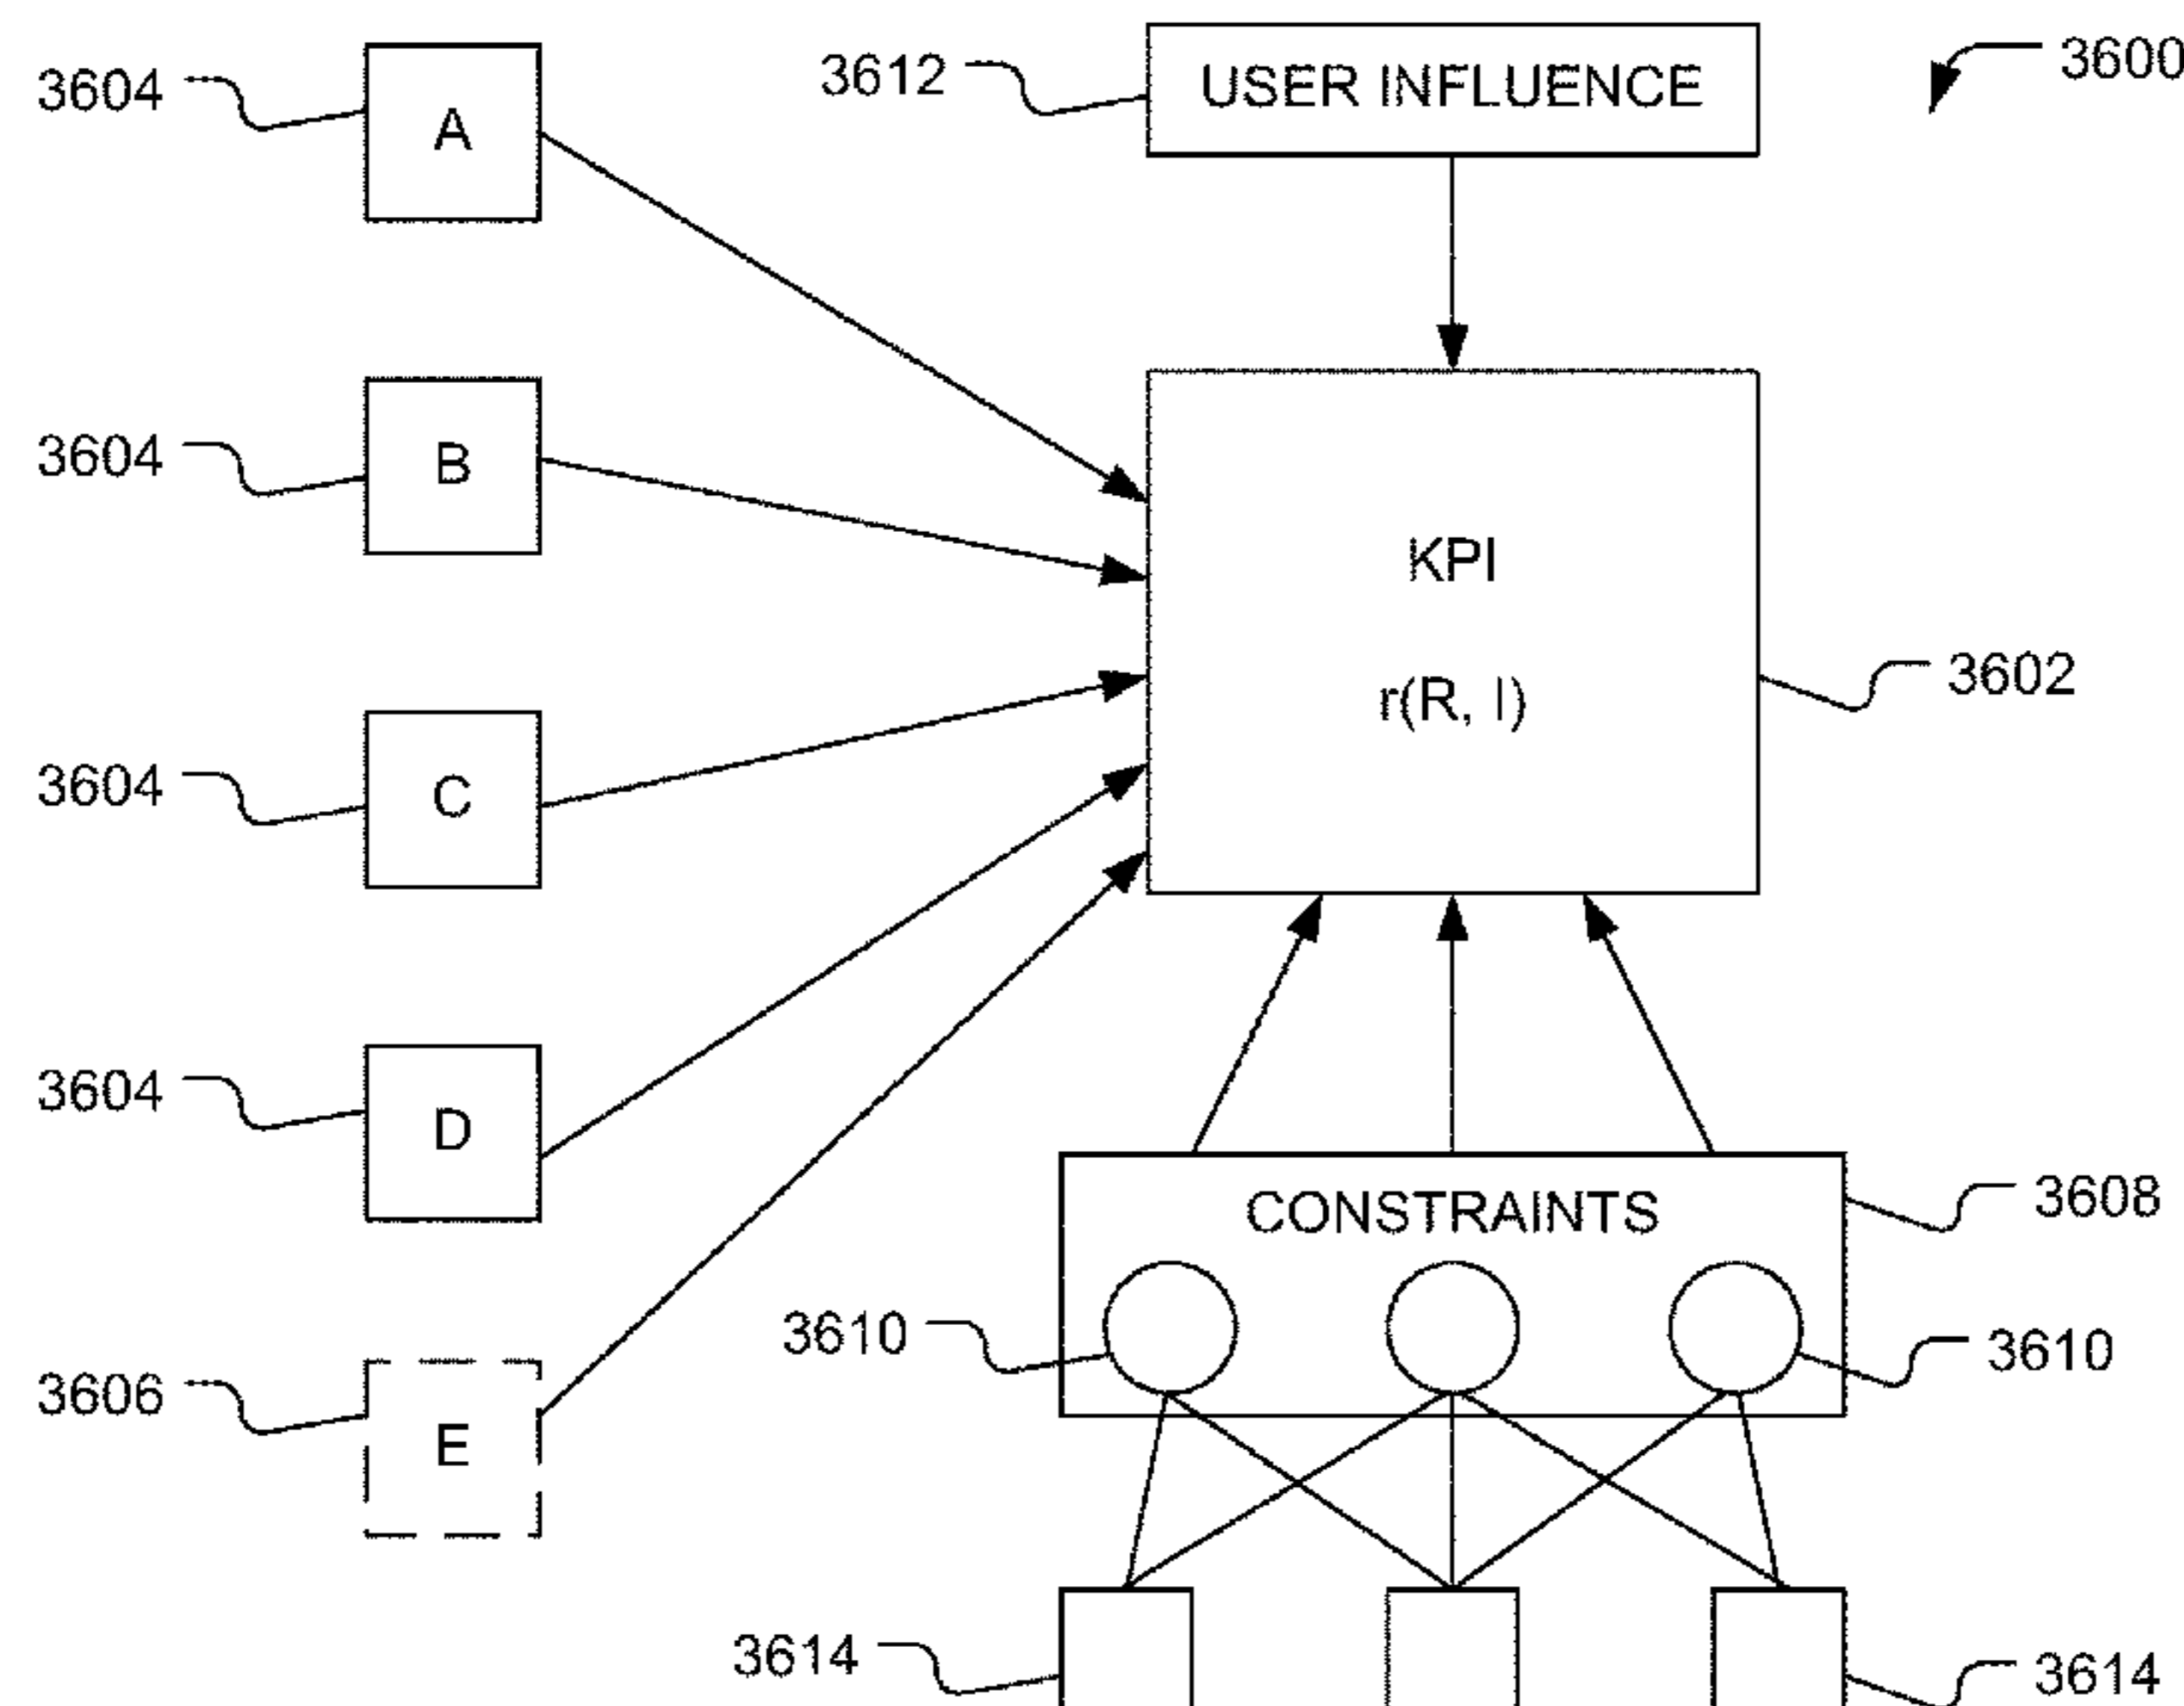 3604
A
3612
USER INFLUENCE
3600
3604
B
KPI
r(R, I)
3602
3604
C
3604
D
CONSTRAINTS
3608
3606
E
3610
3610
3614
3614